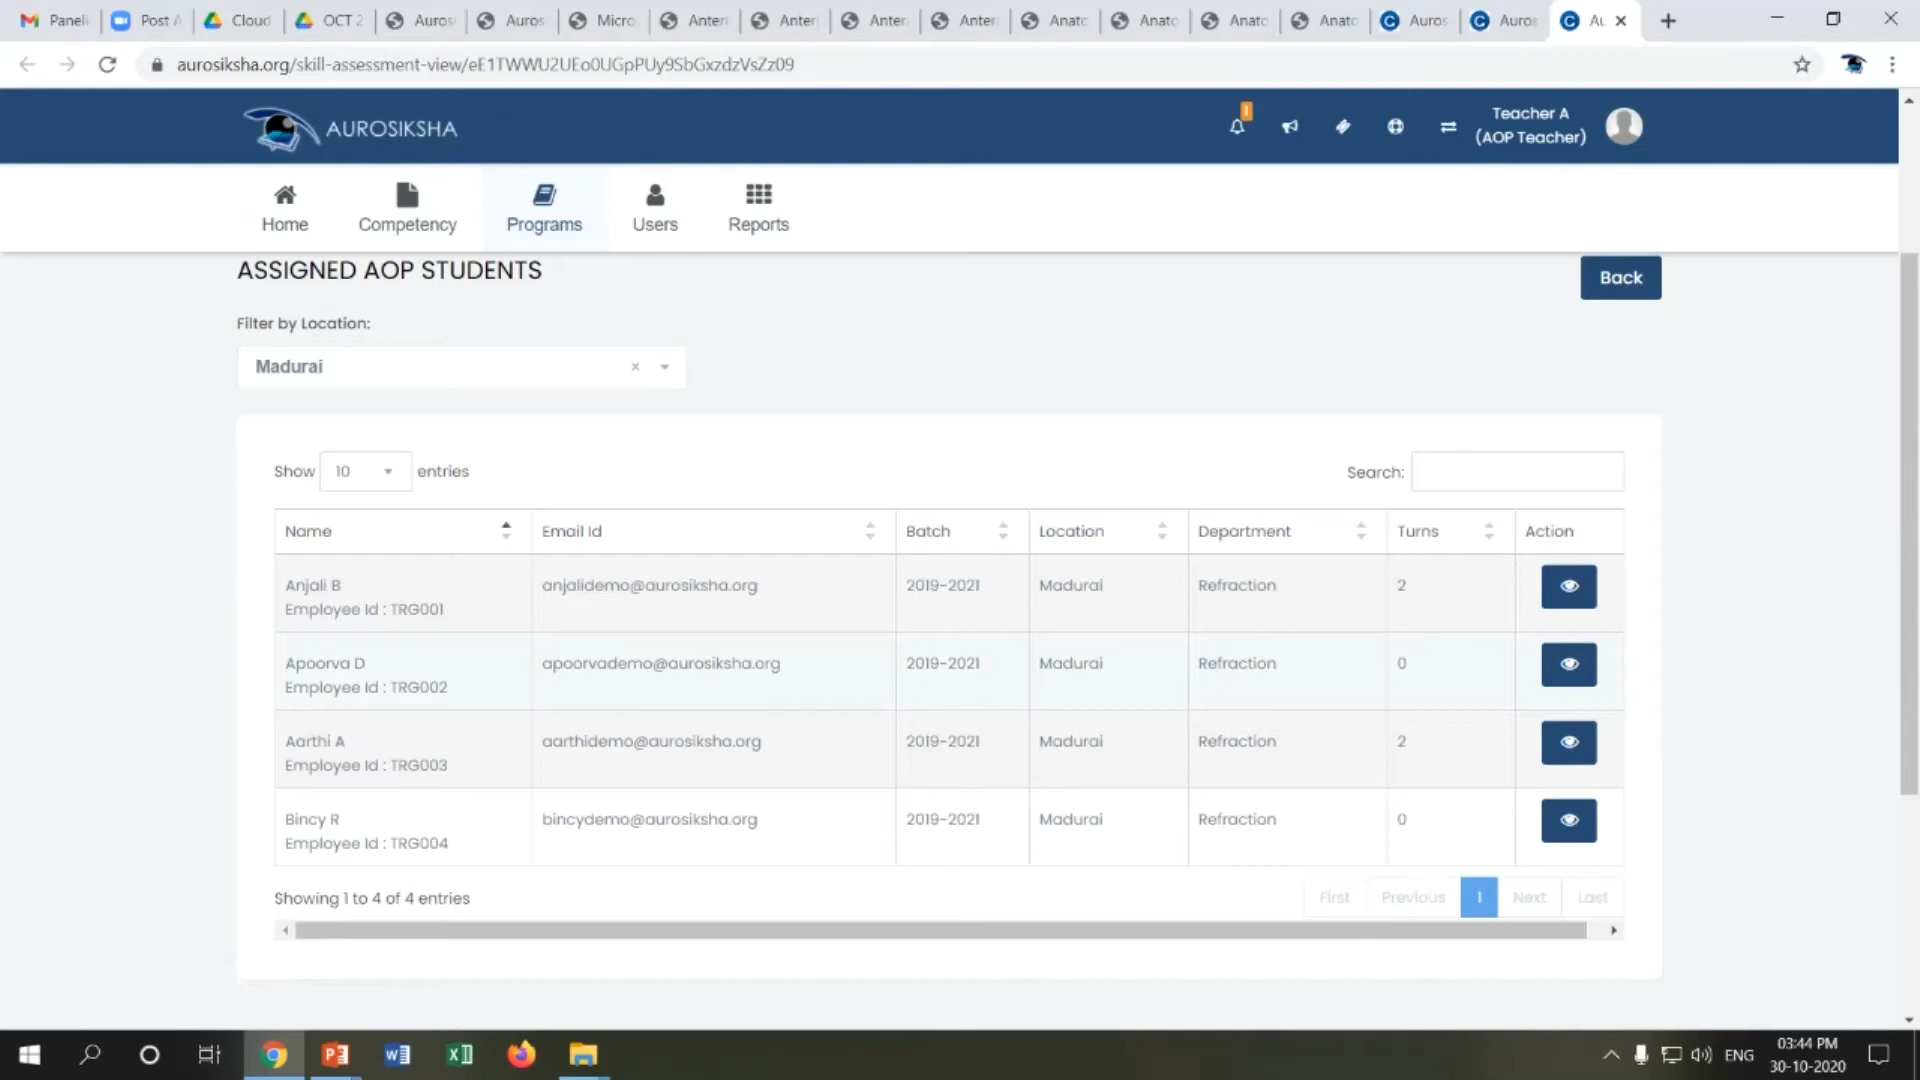 Paneli
Post A
Cloud
OCT 2
Auros
Auros
Micro
Anteri
Anter
Anter
Anter
Anato
Anato
Anato
Anato
Auros
Auros
Au
aurosiksha.org/skill-assessment-view/eE1TWWU2UEo0UGpPUy9SbGxzdzVsZz09
AUROSIKSHA
1
Teacher A
(AOP Teacher)
Home
Competency
Programs
Users
Reports
ASSIGNED AOP STUDENTS
Back
Filter by Location:
Madurai
Show 10 entries
Search:
Name Email Id Batch Location Department Turns Action
Anjali B anjalidemo@aurosiksha.org 2019-2021 Madurai Refraction 2
Employee Id : TRG001
Apoorva D apoorvademo@aurosiksha.org 2019-2021 Madurai Refraction 0
Employee Id : TRG002
Aarthi A aarthidemo@aurosiksha.org 2019-2021 Madurai Refraction 2
Employee Id : TRG003
Bincy R bincydemo@aurosiksha.org 2019-2021 Madurai Refraction 0
Employee Id : TRG004
Showing 1 to 4 of 4 entries
First Previous 1 Next Last
ENG
03:44 PM
30-10-2020